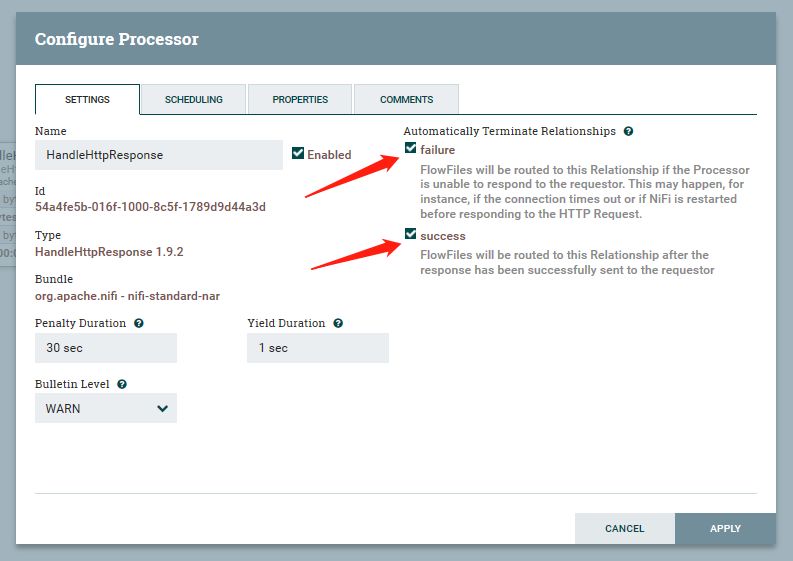 Configure Processor
SETTINGS
SCHEDULING
PROPERTIES
COMMENTS
Name
HandleHttpResponse
Enabled
Id
54a4fe5b-016f-1000-8c5f-1789d9d44a3d
Type
HandleHttpResponse 1.9.2
Bundle
org.apache.nifi - nifi-standard-nar
Penalty Duration
Yield Duration
30 sec
1 sec
Bulletin Level
WARN
Automatically Terminate Relationships
failure
FlowFiles will be routed to this Relationship if the Processor
is unable to respond to the requestor. This may happen, for
instance, if the connection times out or if NiFi is restarted
before responding to the HTTP Request.
success
FlowFiles will be routed to this Relationship after the
response has been successfully sent to the requestor
CANCEL
APPLY